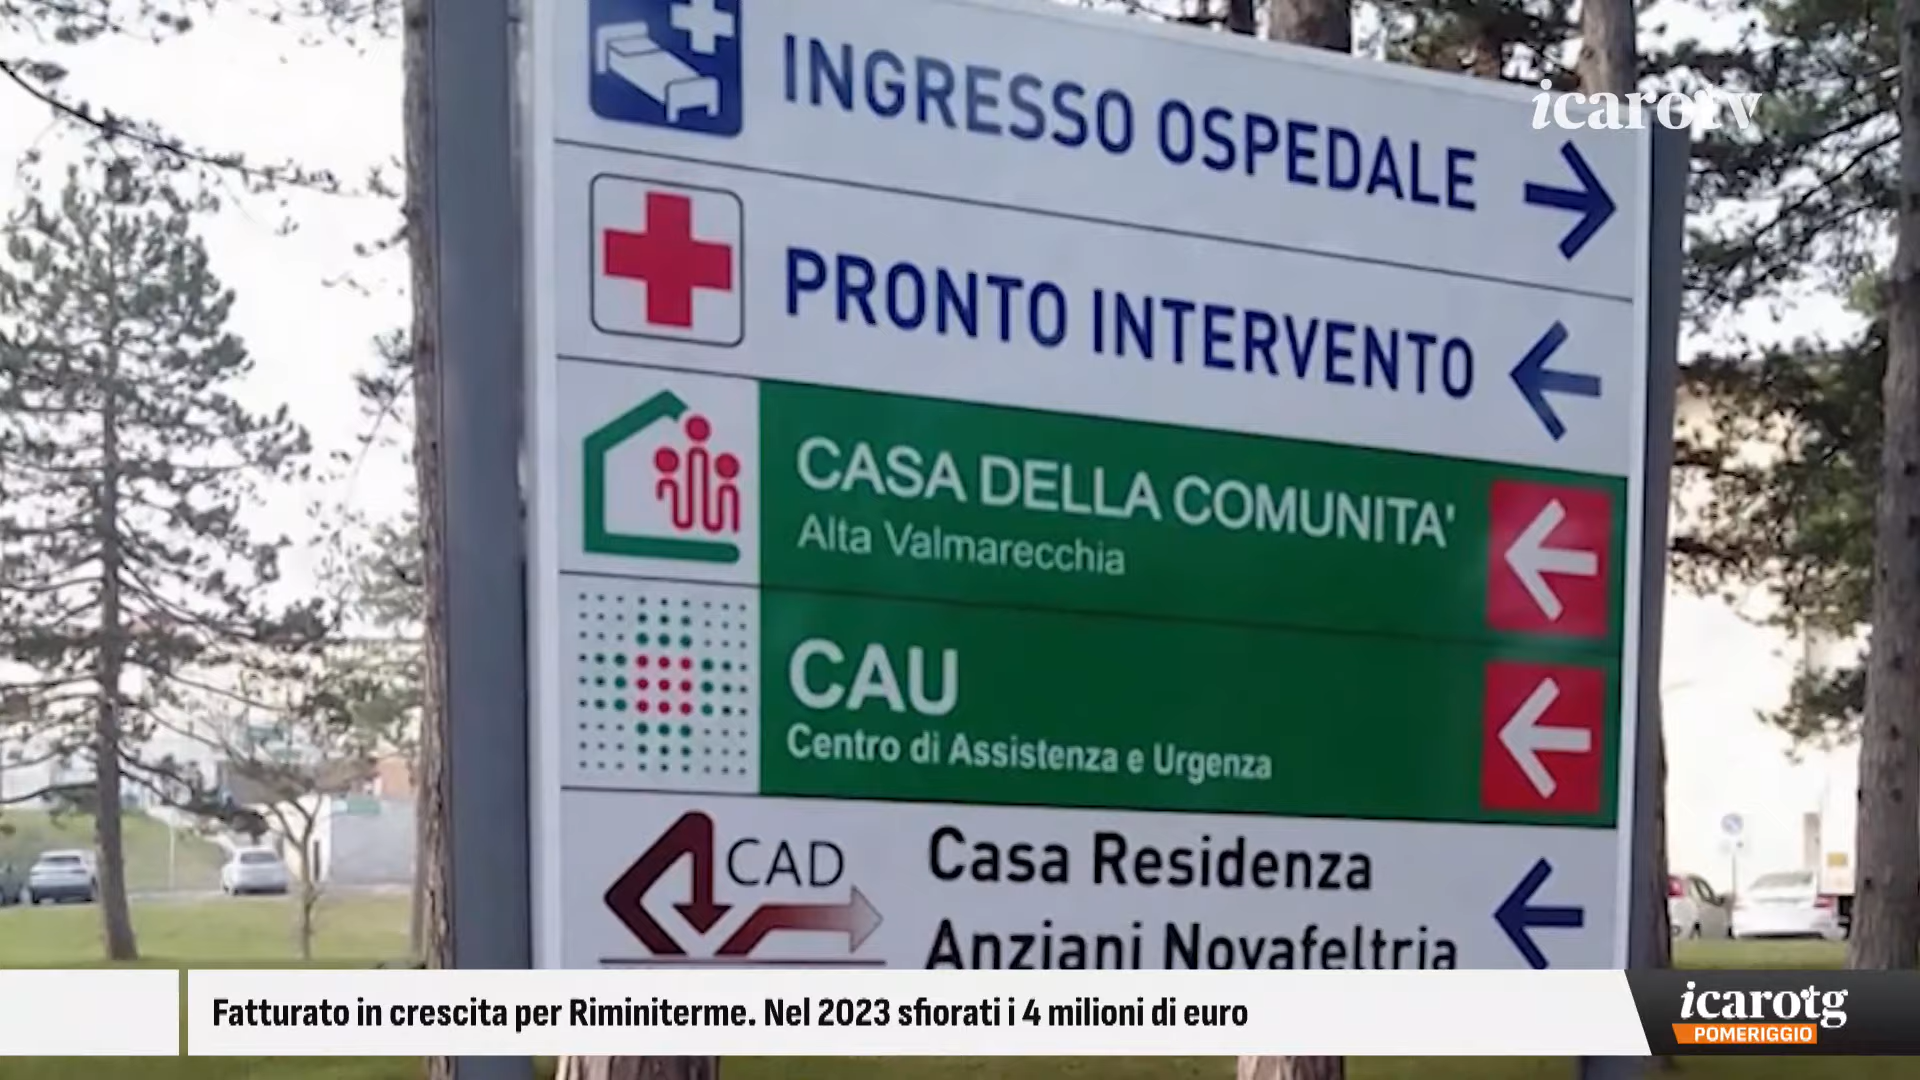 icarotv
INGRESSO OSPEDALE
PRONTO INTERVENTO
CASA DELLA COMUNITA'
Alta Valmarecchia
CAU
Centro di Assistenza e Urgenza
CAD
Casa Residenza
Anziani Novafeltria
Fatturato in crescita per Riminiterme. Nel 2023 sfiorati i 4 milioni di euro
icarotg
POMERIGGIO